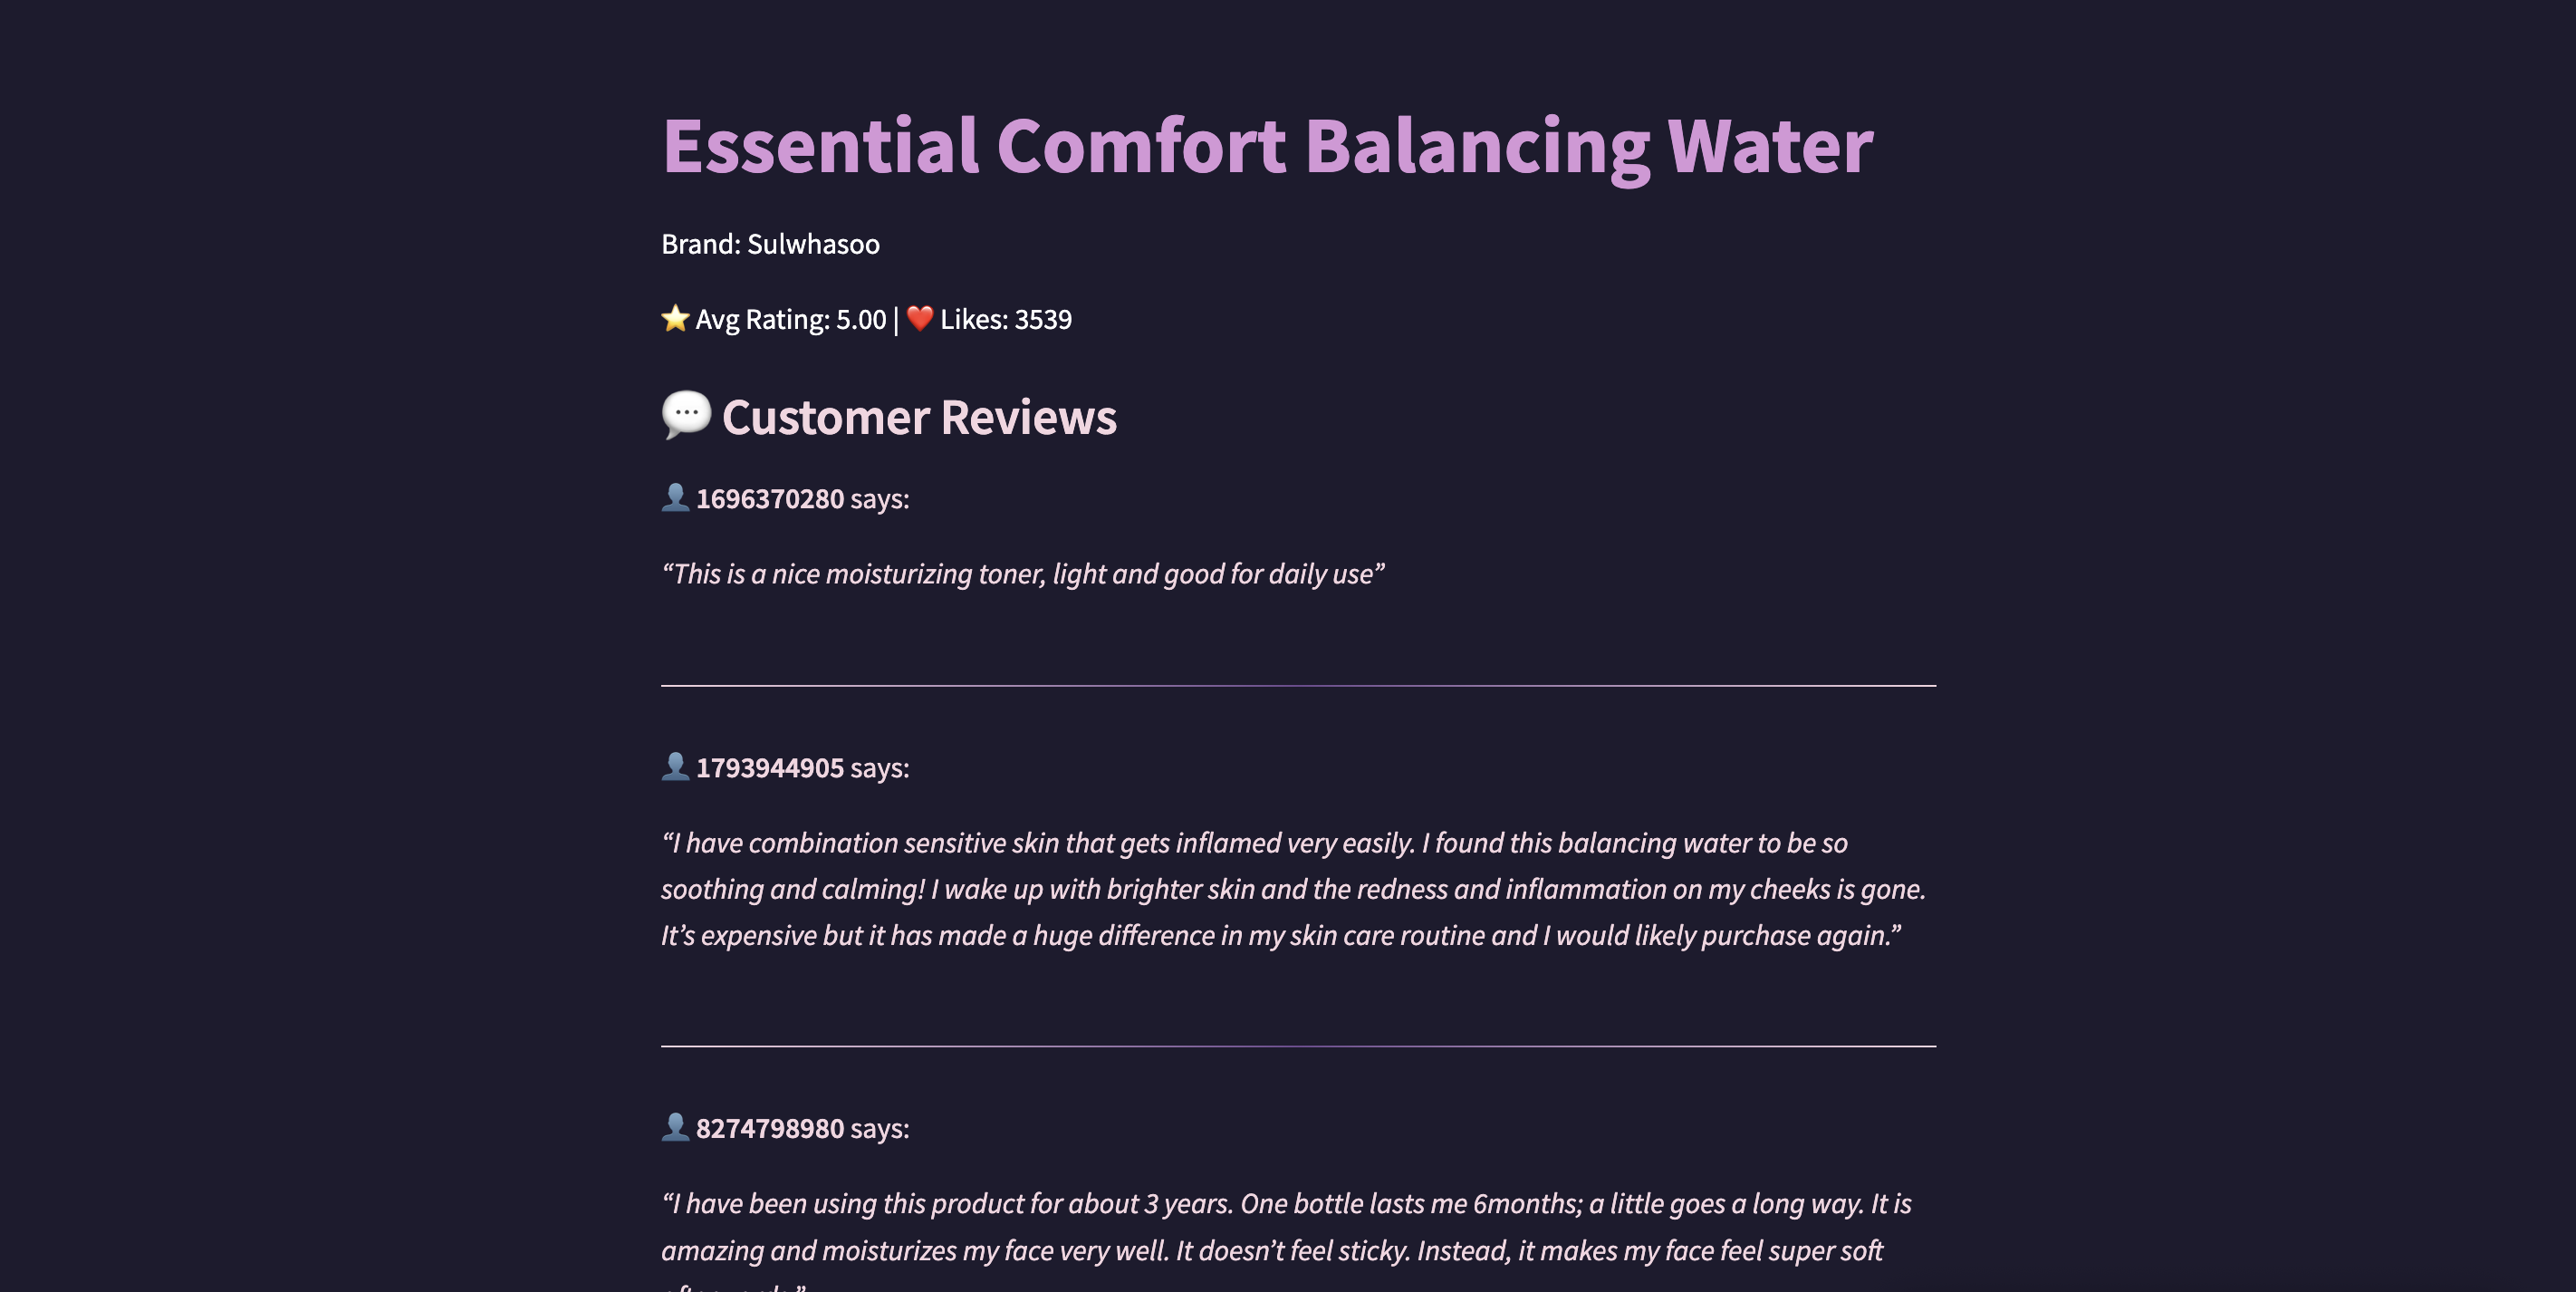 Essential Comfort Balancing Water
Brand: Sulwhasoo
⭐ Avg Rating: 5.00 | ❤️ Likes: 3539
💬 Customer Reviews
👤 1696370280 says:
“This is a nice moisturizing toner, light and good for daily use”
👤 1793944905 says:
“I have combination sensitive skin that gets inflamed very easily. I found this balancing water to be so
soothing and calming! I wake up with brighter skin and the redness and inflammation on my cheeks is gone.
It’s expensive but it has made a huge difference in my skin care routine and I would likely purchase again.”
👤 8274798980 says:
“I have been using this product for about 3 years. One bottle lasts me 6months; a little goes a long way. It is
amazing and moisturizes my face very well. It doesn’t feel sticky. Instead, it makes my face feel super soft